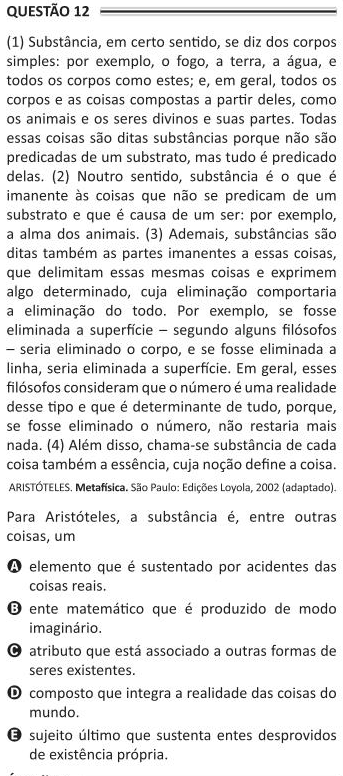 QUESTÃO 12
(1) Substância, em certo sentido, se diz dos corpos
simples: por exemplo, o fogo, a terra, a água, e
todos os corpos como estes; e, em geral, todos os
corpos e as coisas compostas a partir deles, como
os animais e os seres divinos e suas partes. Todas
essas coisas são ditas substâncias porque não são
predicadas de um substrato, mas tudo é predicado
delas. (2) Noutro sentido, substância é o que é
imanente às coisas que não se predicam de um
substrato e que é causa de um ser: por exemplo,
a alma dos animais. (3) Ademais, substâncias são
ditas também as partes imanentes a essas coisas,
que delimitam essas mesmas coisas e exprimem
algo determinado, cuja eliminação comportaria
a eliminação do todo. Por exemplo, se fosse
eliminada a superfície – segundo alguns filósofos
– seria eliminado o corpo, e se fosse eliminada a
linha, seria eliminada a superfície. Em geral, esses
filósofos consideram que o número é uma realidade
desse tipo e que é determinante de tudo, porque,
se fosse eliminado o número, não restaria mais
nada. (4) Além disso, chama-se substância de cada
coisa também a essência, cuja noção define a coisa.
ARISTÓTELES. Metafísica. São Paulo: Edições Loyola, 2002 (adaptado).
Para Aristóteles, a substância é, entre outras
coisas, um
A elemento que é sustentado por acidentes das
coisas reais.
B ente matemático que é produzido de modo
imaginário.
C atributo que está associado a outras formas de
seres existentes.
D composto que integra a realidade das coisas do
mundo.
E sujeito último que sustenta entes desprovidos
de existência própria.